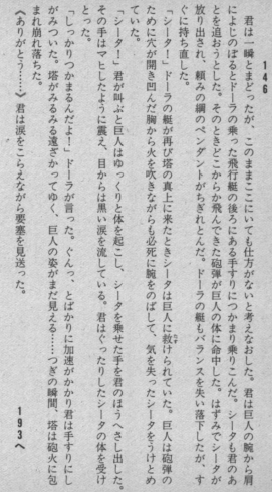 146
君は一瞬とまどったが、このままここにいても仕方がないと考えなおした。君は巨人の腕から肩
によじのぼるとドーラの乗った飛行艇の後ろにある手すりにつかまり乗りこんだ。シータも君のあ
とを追おうとした。そのときどこからか飛んできた砲弾が巨人の体に命中した。はずみでシータが
放り出され、頼みの綱のペンダントがちぎれとんだ。ドーラの艇もバランスを失い落下したが、す
ぐに持ち直した。
「シータ！」ドーラの艇が再び塔の真上に来たときシータは巨人に救けられていた。巨人は砲弾の
ために穴が開き凹んだ胸から火を吹きながらも必死に腕をのばして、気を失ったシータをうけとめ
ていた。
「シータ！」君が叫ぶと巨人はゆっくりと体を起こし、シータを乗せた手を君のほうへさし出した。
その手はマヒしたように震え、目からは黒い涙を流している。君はぐったりしたシータの体を受け
とった。
「しっかりつかまるんだよ！」ドーラが言った。ぐんっ、とばかりに加速がかかり、君は手すりにし
がみついた。塔がみるみる遠ざかってゆく、巨人の姿がまだ見える……つぎの瞬間、塔は砲火に包
まれ崩れ落ちた。
《ありがとう……》君は涙をこらえながら要塞を見送った。
193へ